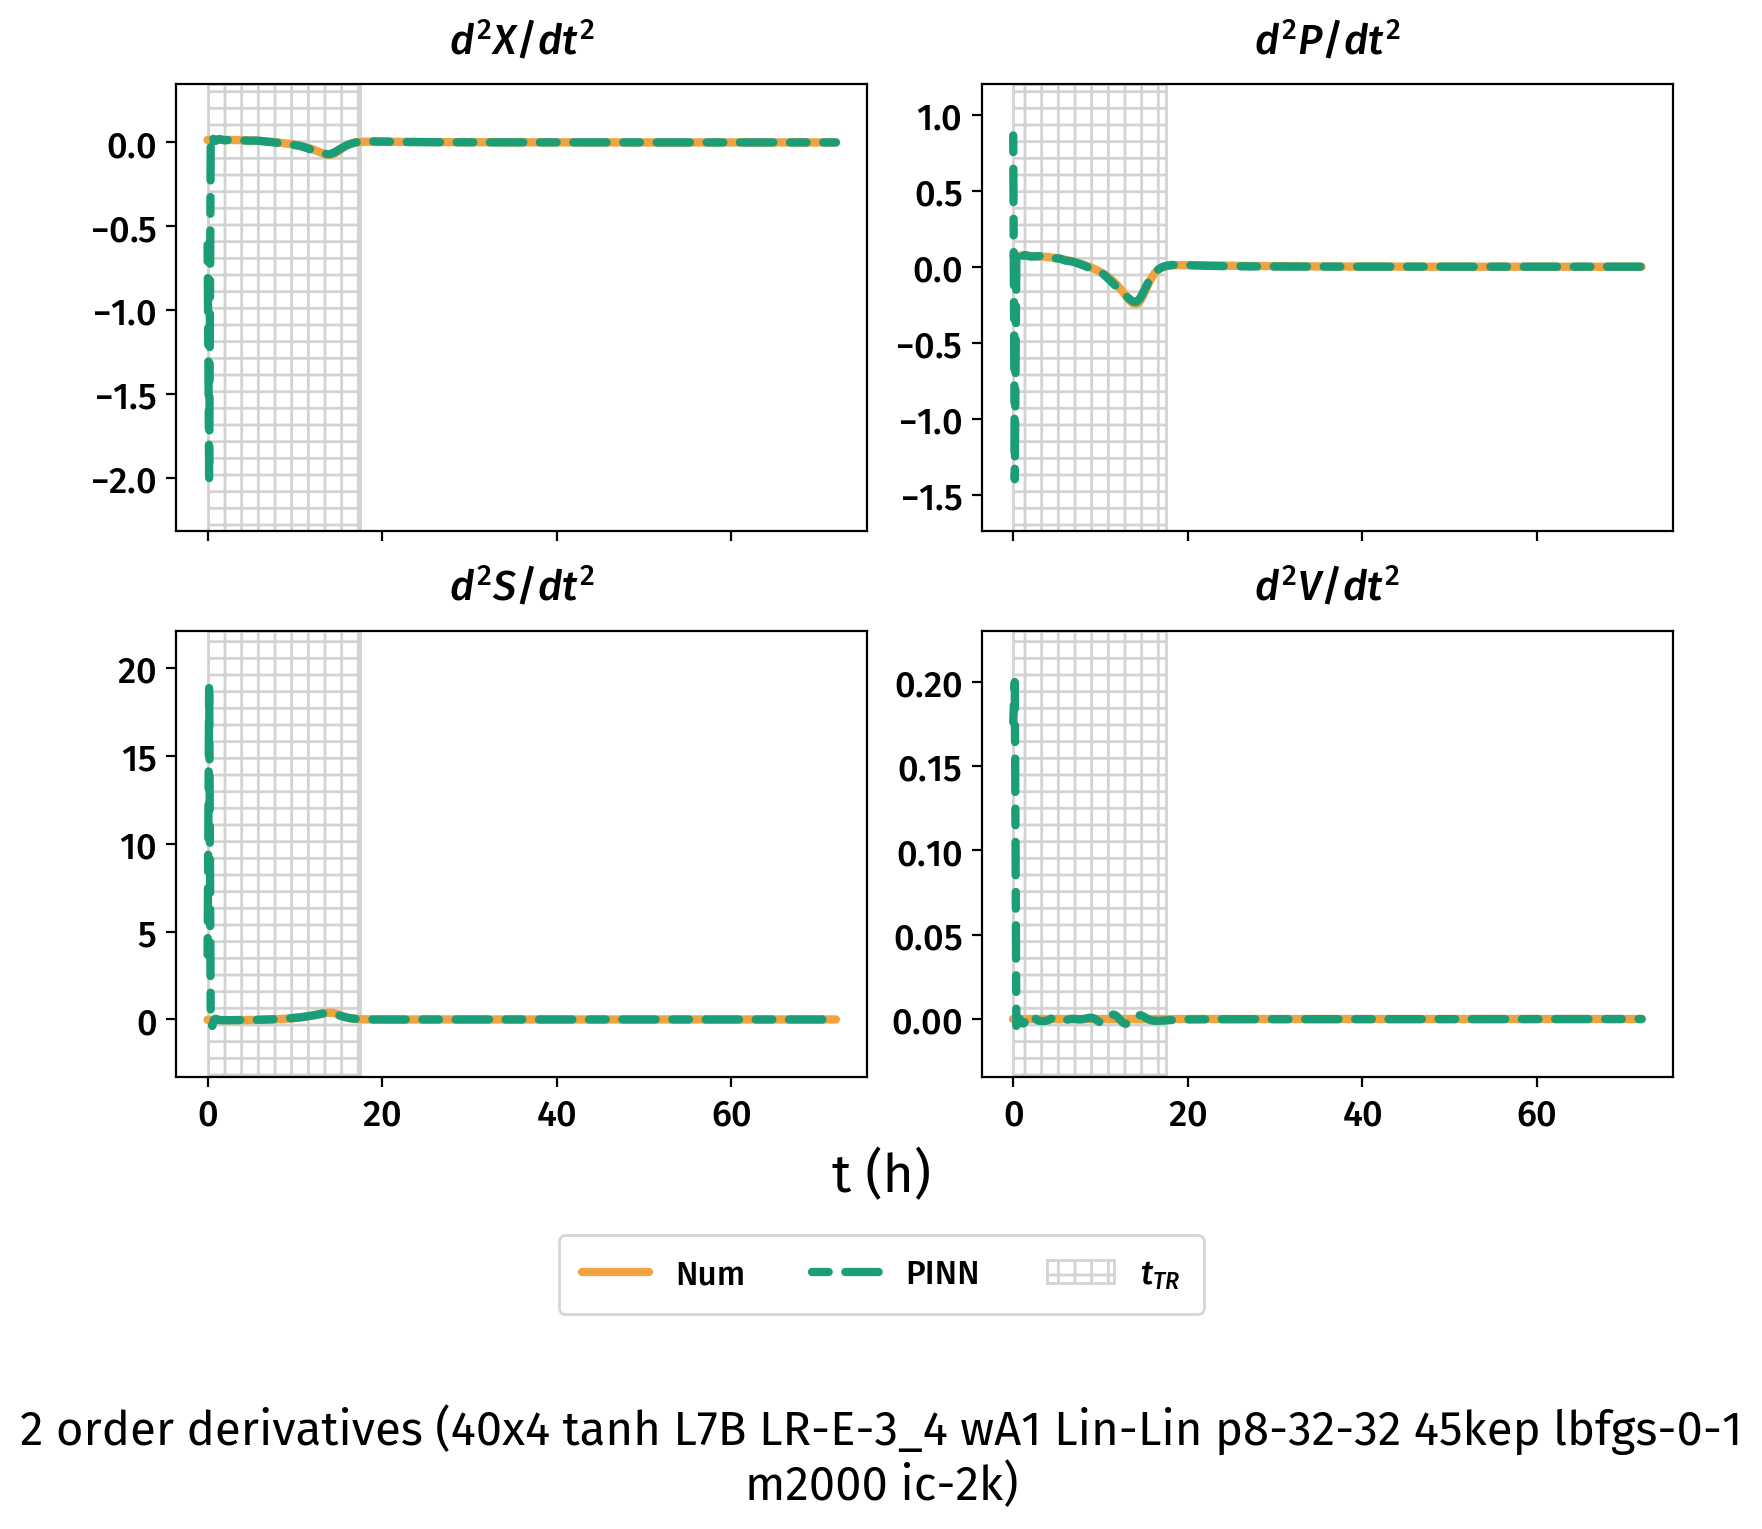 d²X/dt²
d²P/dt²
0.0
−0.5
−1.0
−1.5
−2.0
1.0
0.5
0.0
−0.5
−1.0
−1.5
d²S/dt²
d²V/dt²
20
15
10
5
0
0.20
0.15
0.10
0.05
0.00
0 20 40 60
0 20 40 60
t (h)
Num PINN t_TR
2 order derivatives (40x4 tanh L7B LR-E-3_4 wA1 Lin-Lin p8-32-32 45kep lbfgs-0-1
m2000 ic-2k)